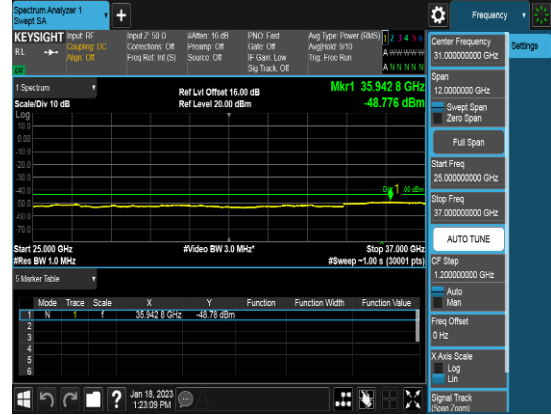 Spectrum Analyzer 1
Swept SA
Frequency
KEYSIGHT
RL
Input: RF
Coupling: DC
Align: Off
Input Z: 50 Ω
Corrections: Off
Freq Ref: Int (S)
#Atten: 16 dB
Preamp: Off
Source: Off
PNO: Fast
Gate: Off
IF Gain: Low
Sig Track: Off
Avg Type: Power (RMS)
Avg|Hold: 9/10
Trig: Free Run
1 2 3 4 5 6
A W W W W W
A N N N N N
1 Spectrum
Scale/Div 10 dB
Ref Lvl Offset 16.00 dB
Ref Level 20.00 dBm
Mkr1 35.942 8 GHz
-48.776 dBm
Log
10.0
0.00
-10.0
-20.0
-30.0
-40.0
-50.0
-60.0
-70.0
1
Start 25.000 GHz
#Res BW 1.0 MHz
#Video BW 3.0 MHz*
Stop 37.000 GHz
#Sweep ~1.00 s (30001 pts)
5 Marker Table
Mode Trace Scale X Y Function Function Width Function Value
1 N 1 f 35.942 8 GHz -48.78 dBm
2
3
4
5
6
Center Frequency
31.000000000 GHz
Settings
Span
12.0000000 GHz
Swept Span
Zero Span
Full Span
Start Freq
25.000000000 GHz
Stop Freq
37.000000000 GHz
AUTO TUNE
CF Step
1.200000000 GHz
Auto
Man
Freq Offset
0 Hz
X Axis Scale
Log
Lin
Signal Track
(Span Zoom)
?
Jan 18, 2023
1:23:09 PM